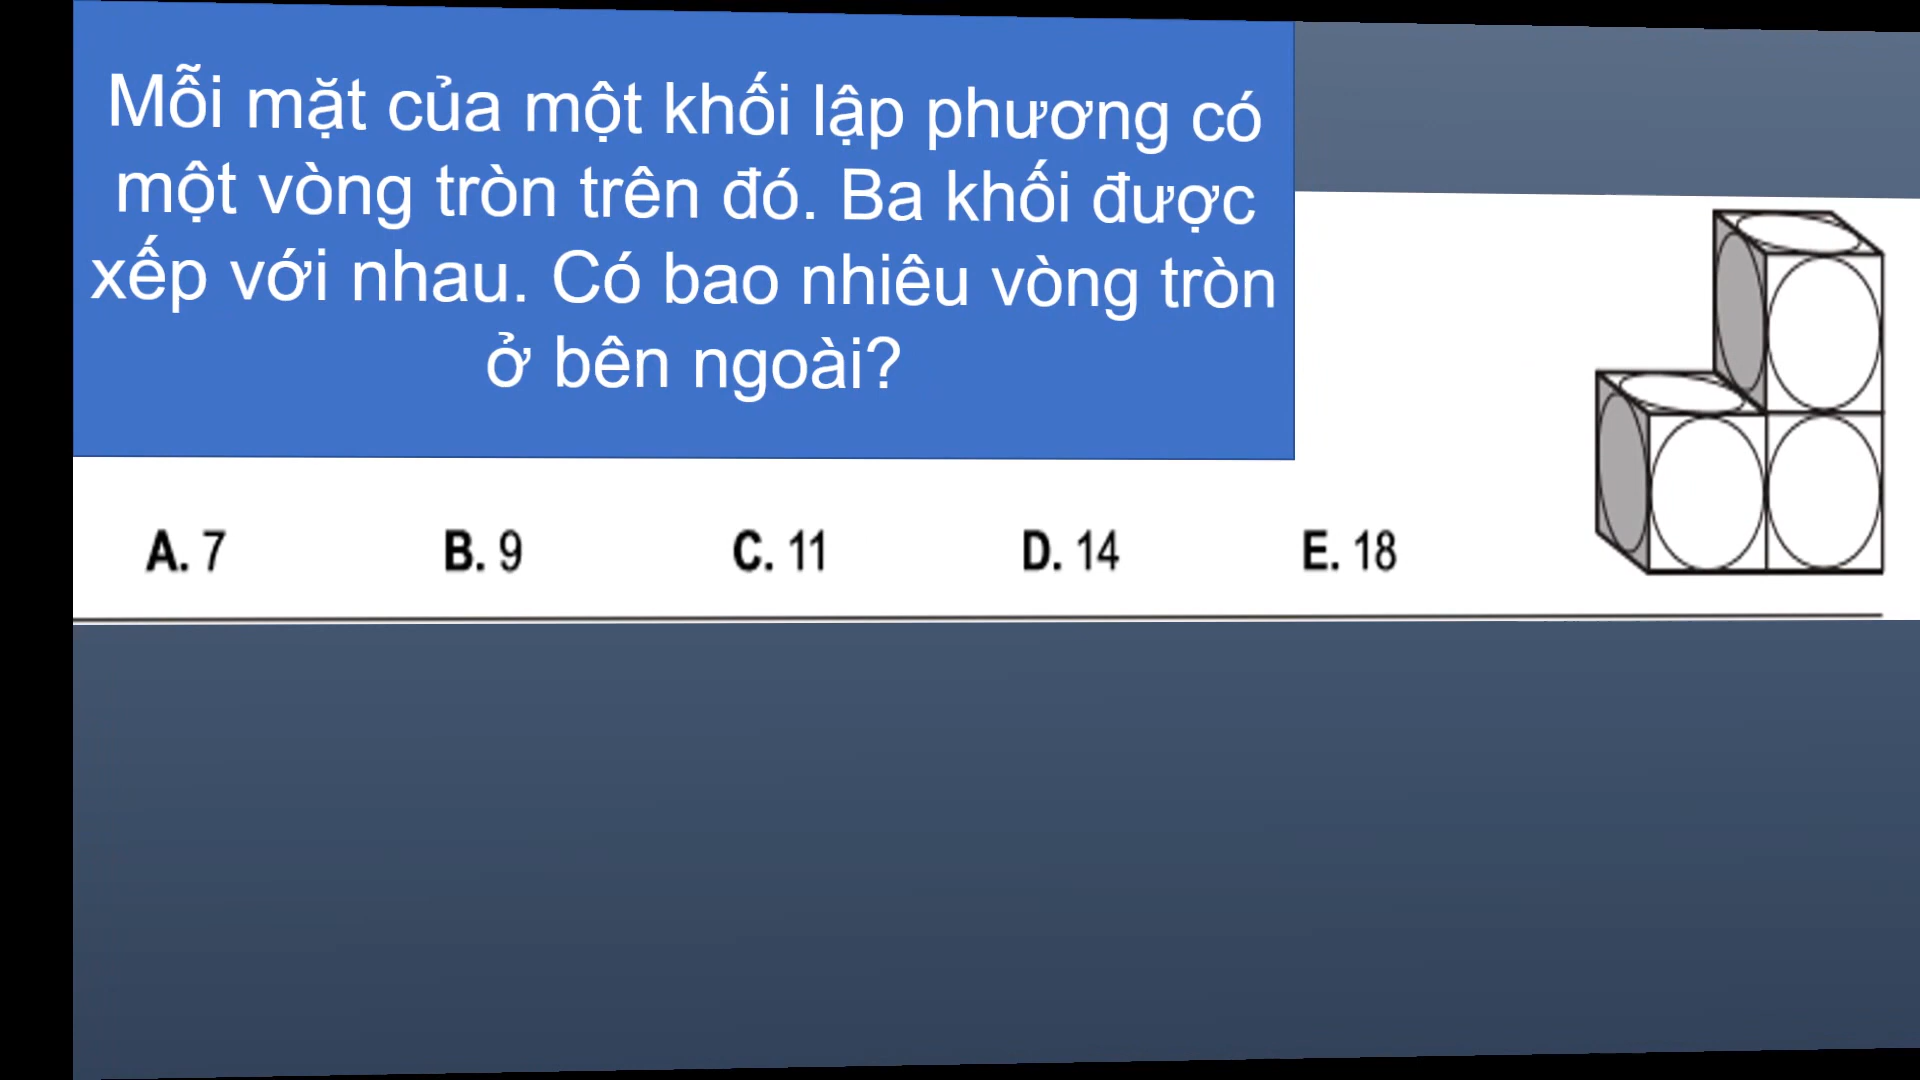 Mỗi mặt của một khối lập phương có
một vòng tròn trên đó. Ba khối được
xếp với nhau. Có bao nhiêu vòng tròn
ở bên ngoài?
A. 7 B. 9 C. 11 D. 14 E. 18